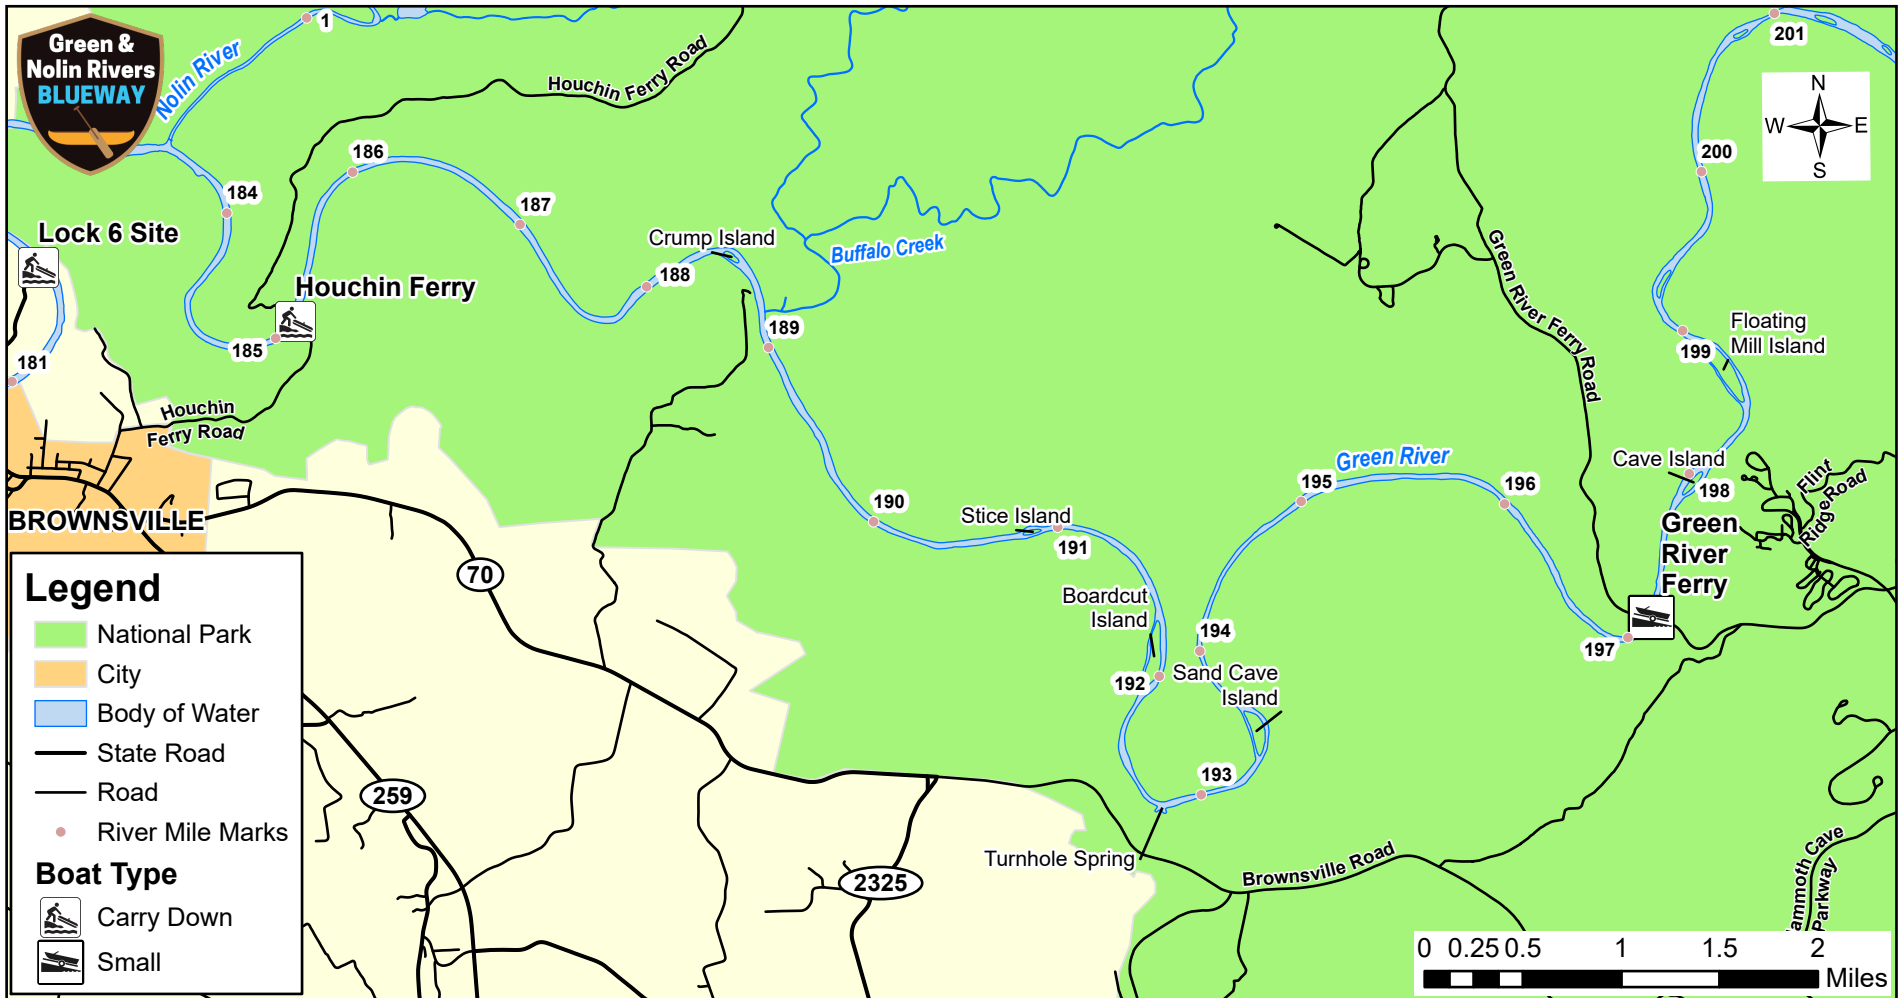 Green &
Nolin Rivers
BLUEWAY
1
Nolin River
Houchin Ferry Road
201
N
W E
S
186
184
200
187
Lock 6 Site
Crump Island
Buffalo Creek
Green River Ferry Road
188
Houchin Ferry
189
Floating
Mill Island
199
185
181
Houchin
Ferry Road
Green River
Cave Island
Flint
Ridge Road
195
196
198
190
Stice Island
BROWNSVILLE
191
Green
River
Ferry
70
Boardcut
Island
194
197
192
Sand Cave
Island
193
259
Turnhole Spring
2325
Brownsville Road
ammoth Cave
Parkway
Legend
National Park
City
Body of Water
State Road
Road
River Mile Marks
Boat Type
Carry Down
Small
0 0.25 0.5 1 1.5 2
Miles